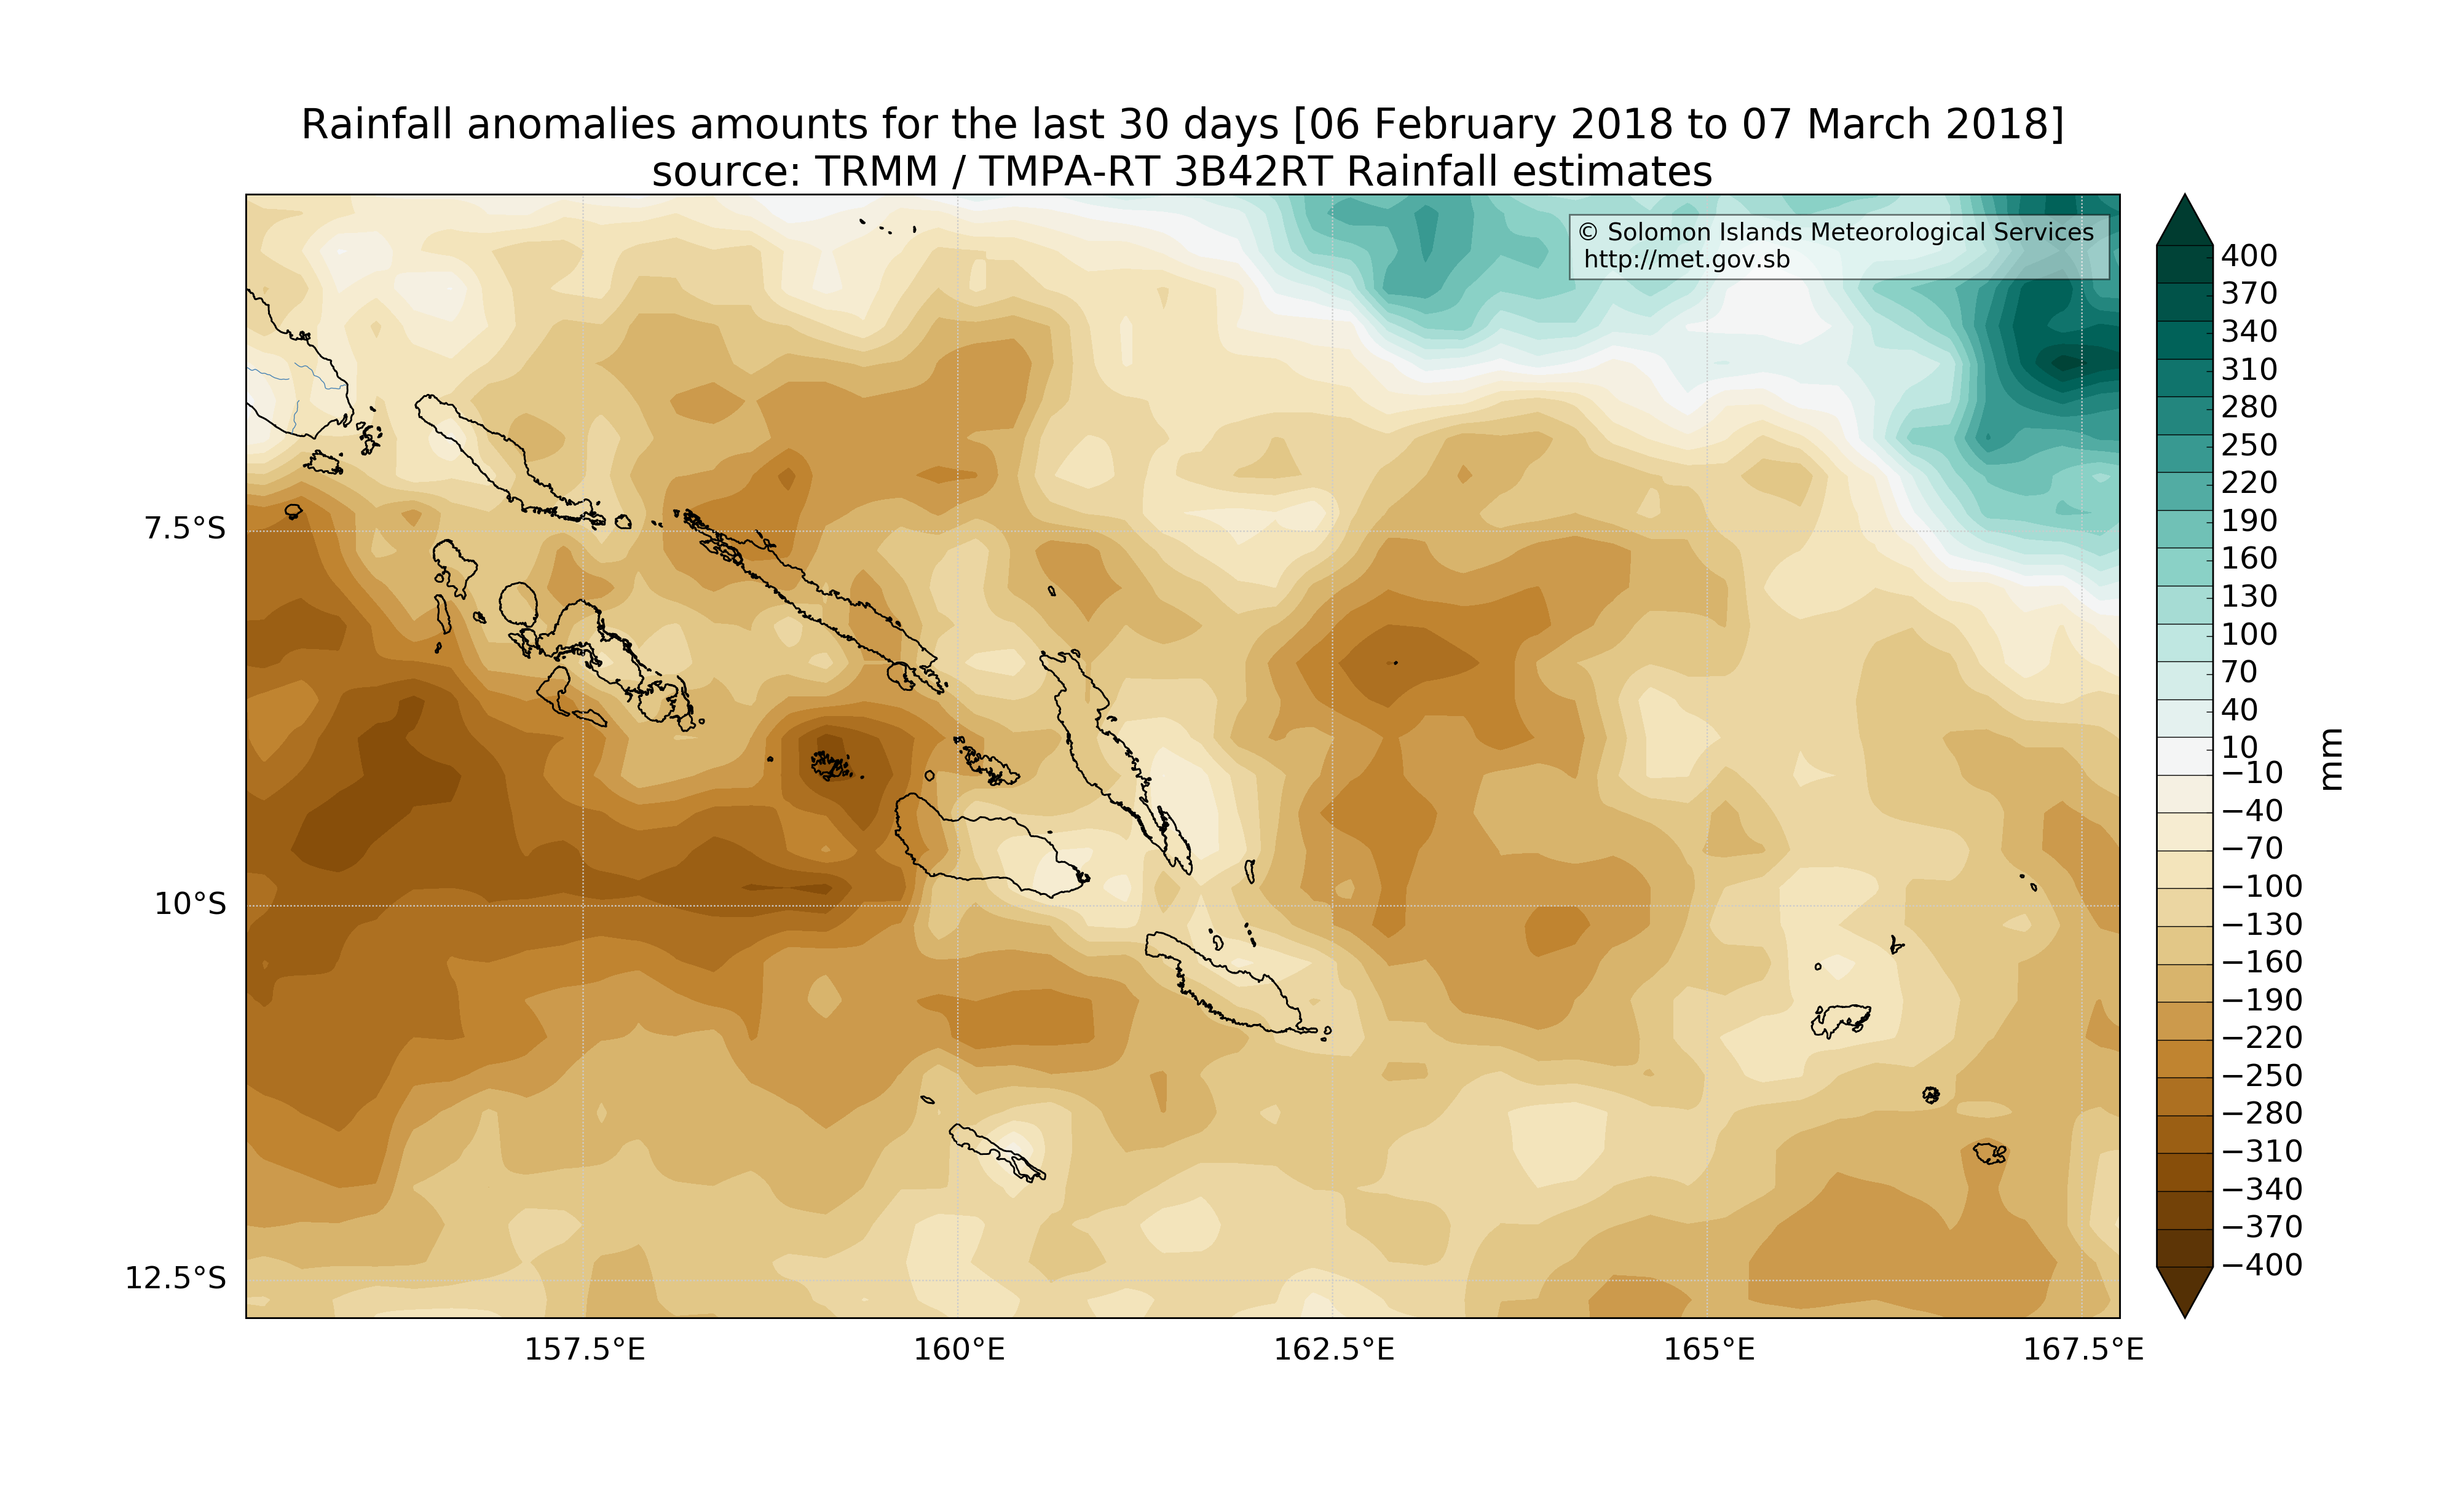 Rainfall anomalies amounts for the last 30 days [06 February 2018 to 07 March 2018]
source: TRMM / TMPA-RT 3B42RT Rainfall estimates
© Solomon Islands Meteorological Services
http://met.gov.sb
7.5°S
10°S
12.5°S
157.5°E
160°E
162.5°E
165°E
167.5°E
400
370
340
310
280
250
220
190
160
130
100
70
40
10
−10
−40
−70
−100
−130
−160
−190
−220
−250
−280
−310
−340
−370
−400
mm